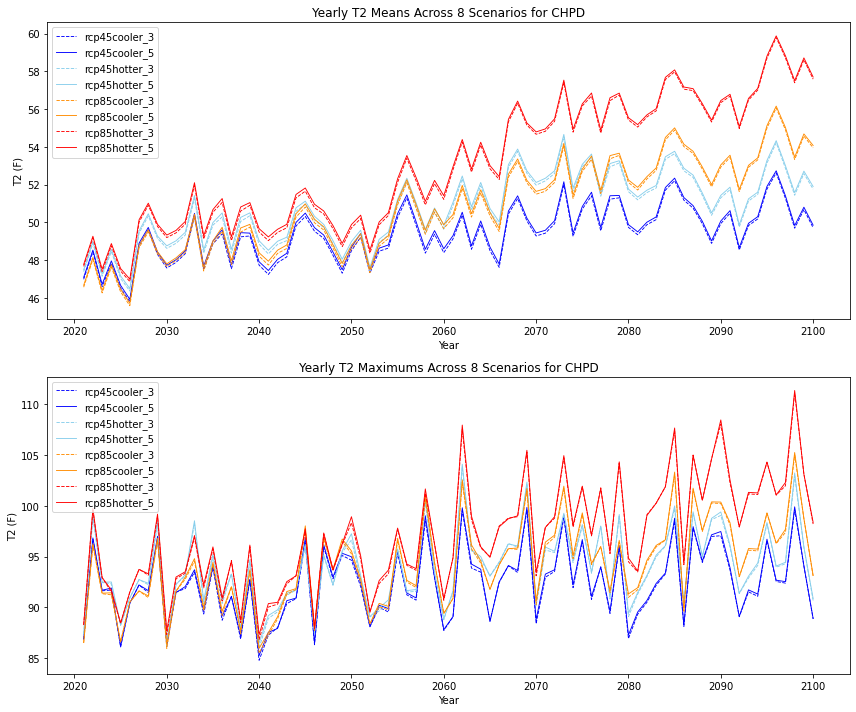 Yearly T2 Means Across 8 Scenarios for CHPD
60
58
56
54
52
50
48
46
T2 (F)
rcp45cooler_3
rcp45cooler_5
rcp45hotter_3
rcp45hotter_5
rcp85cooler_3
rcp85cooler_5
rcp85hotter_3
rcp85hotter_5
2020 2030 2040 2050 2060 2070 2080 2090 2100
Year
Yearly T2 Maximums Across 8 Scenarios for CHPD
110
105
100
95
90
85
T2 (F)
rcp45cooler_3
rcp45cooler_5
rcp45hotter_3
rcp45hotter_5
rcp85cooler_3
rcp85cooler_5
rcp85hotter_3
rcp85hotter_5
2020 2030 2040 2050 2060 2070 2080 2090 2100
Year